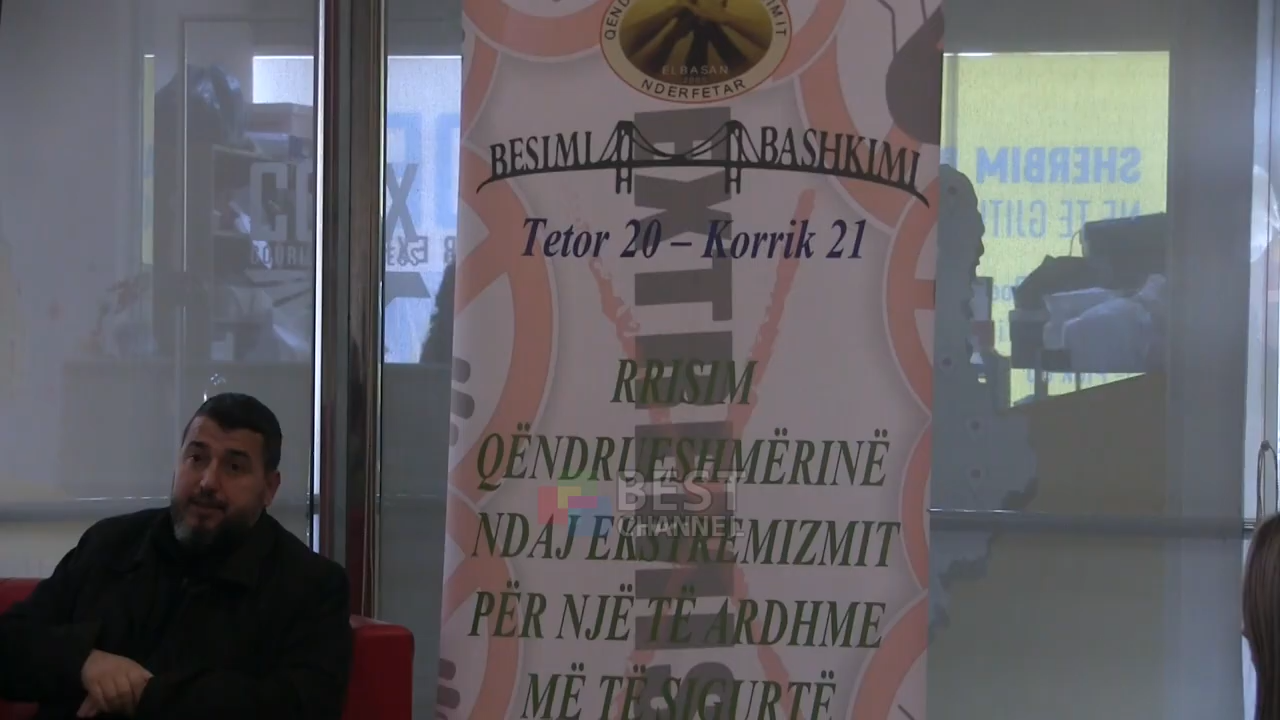 ELBASAN
NDERFETAR
BESIMI BASHKIMI
Tetor 20 – Korrik 21
RRISIM
QËNDRUESHMËRINË
NDAJ EKSTREMIZMIT
PËR NJË TË ARDHME
MË TË SIGURTË
BEST
CHANNEL
SHERBIM